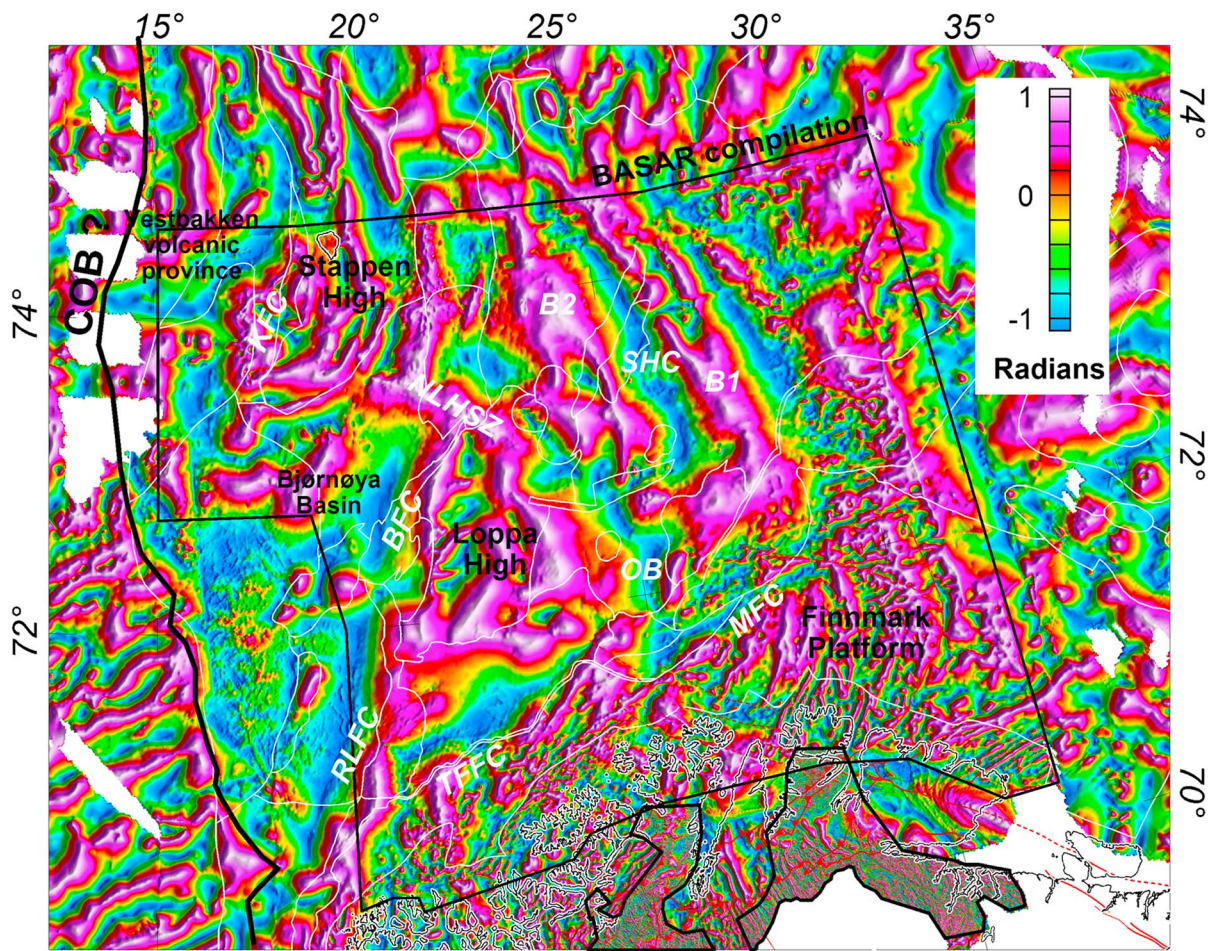 15°
20°
25°
30°
35°
1
0
-1
Radians
74°
72°
70°
74°
72°
BASAR compilation
COB ?
Vestbakken
volcanic
province
Stappen
High
KFC
B2
SHC
B1
NLHSZ
Bjørnøya
Basin
BFC
Loppa
High
OB
MFC
Finnmark
Platform
RLFC
TFFC